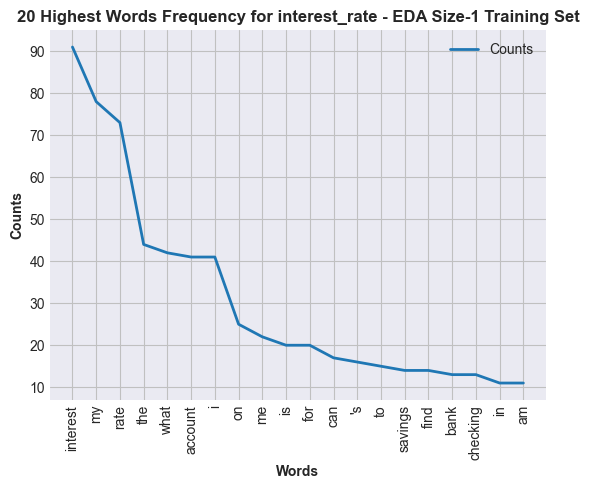 20 Highest Words Frequency for interest_rate - EDA Size-1 Training Set
Counts
90
80
70
60
50
40
30
20
10
Counts
interest
my
rate
the
what
account
i
on
me
is
for
can
's
to
savings
find
bank
checking
in
am
Words